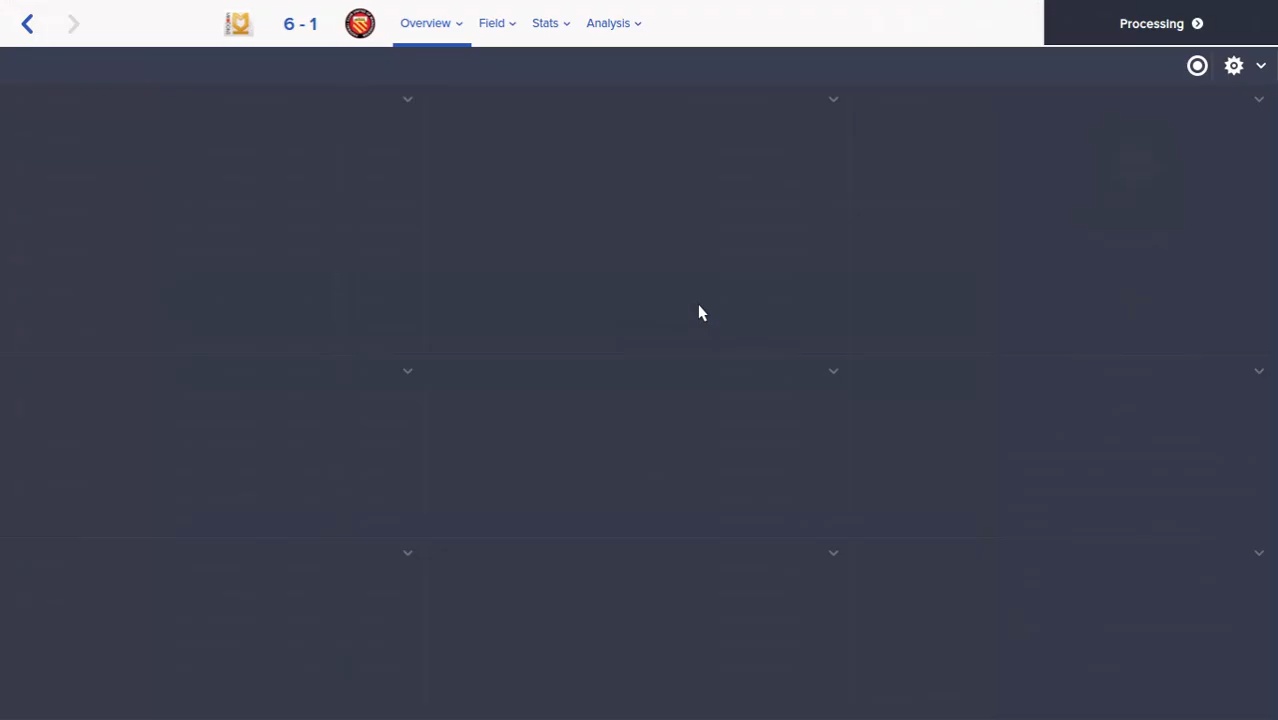 6 - 1
Overview
Field
Stats
Analysis
Processing